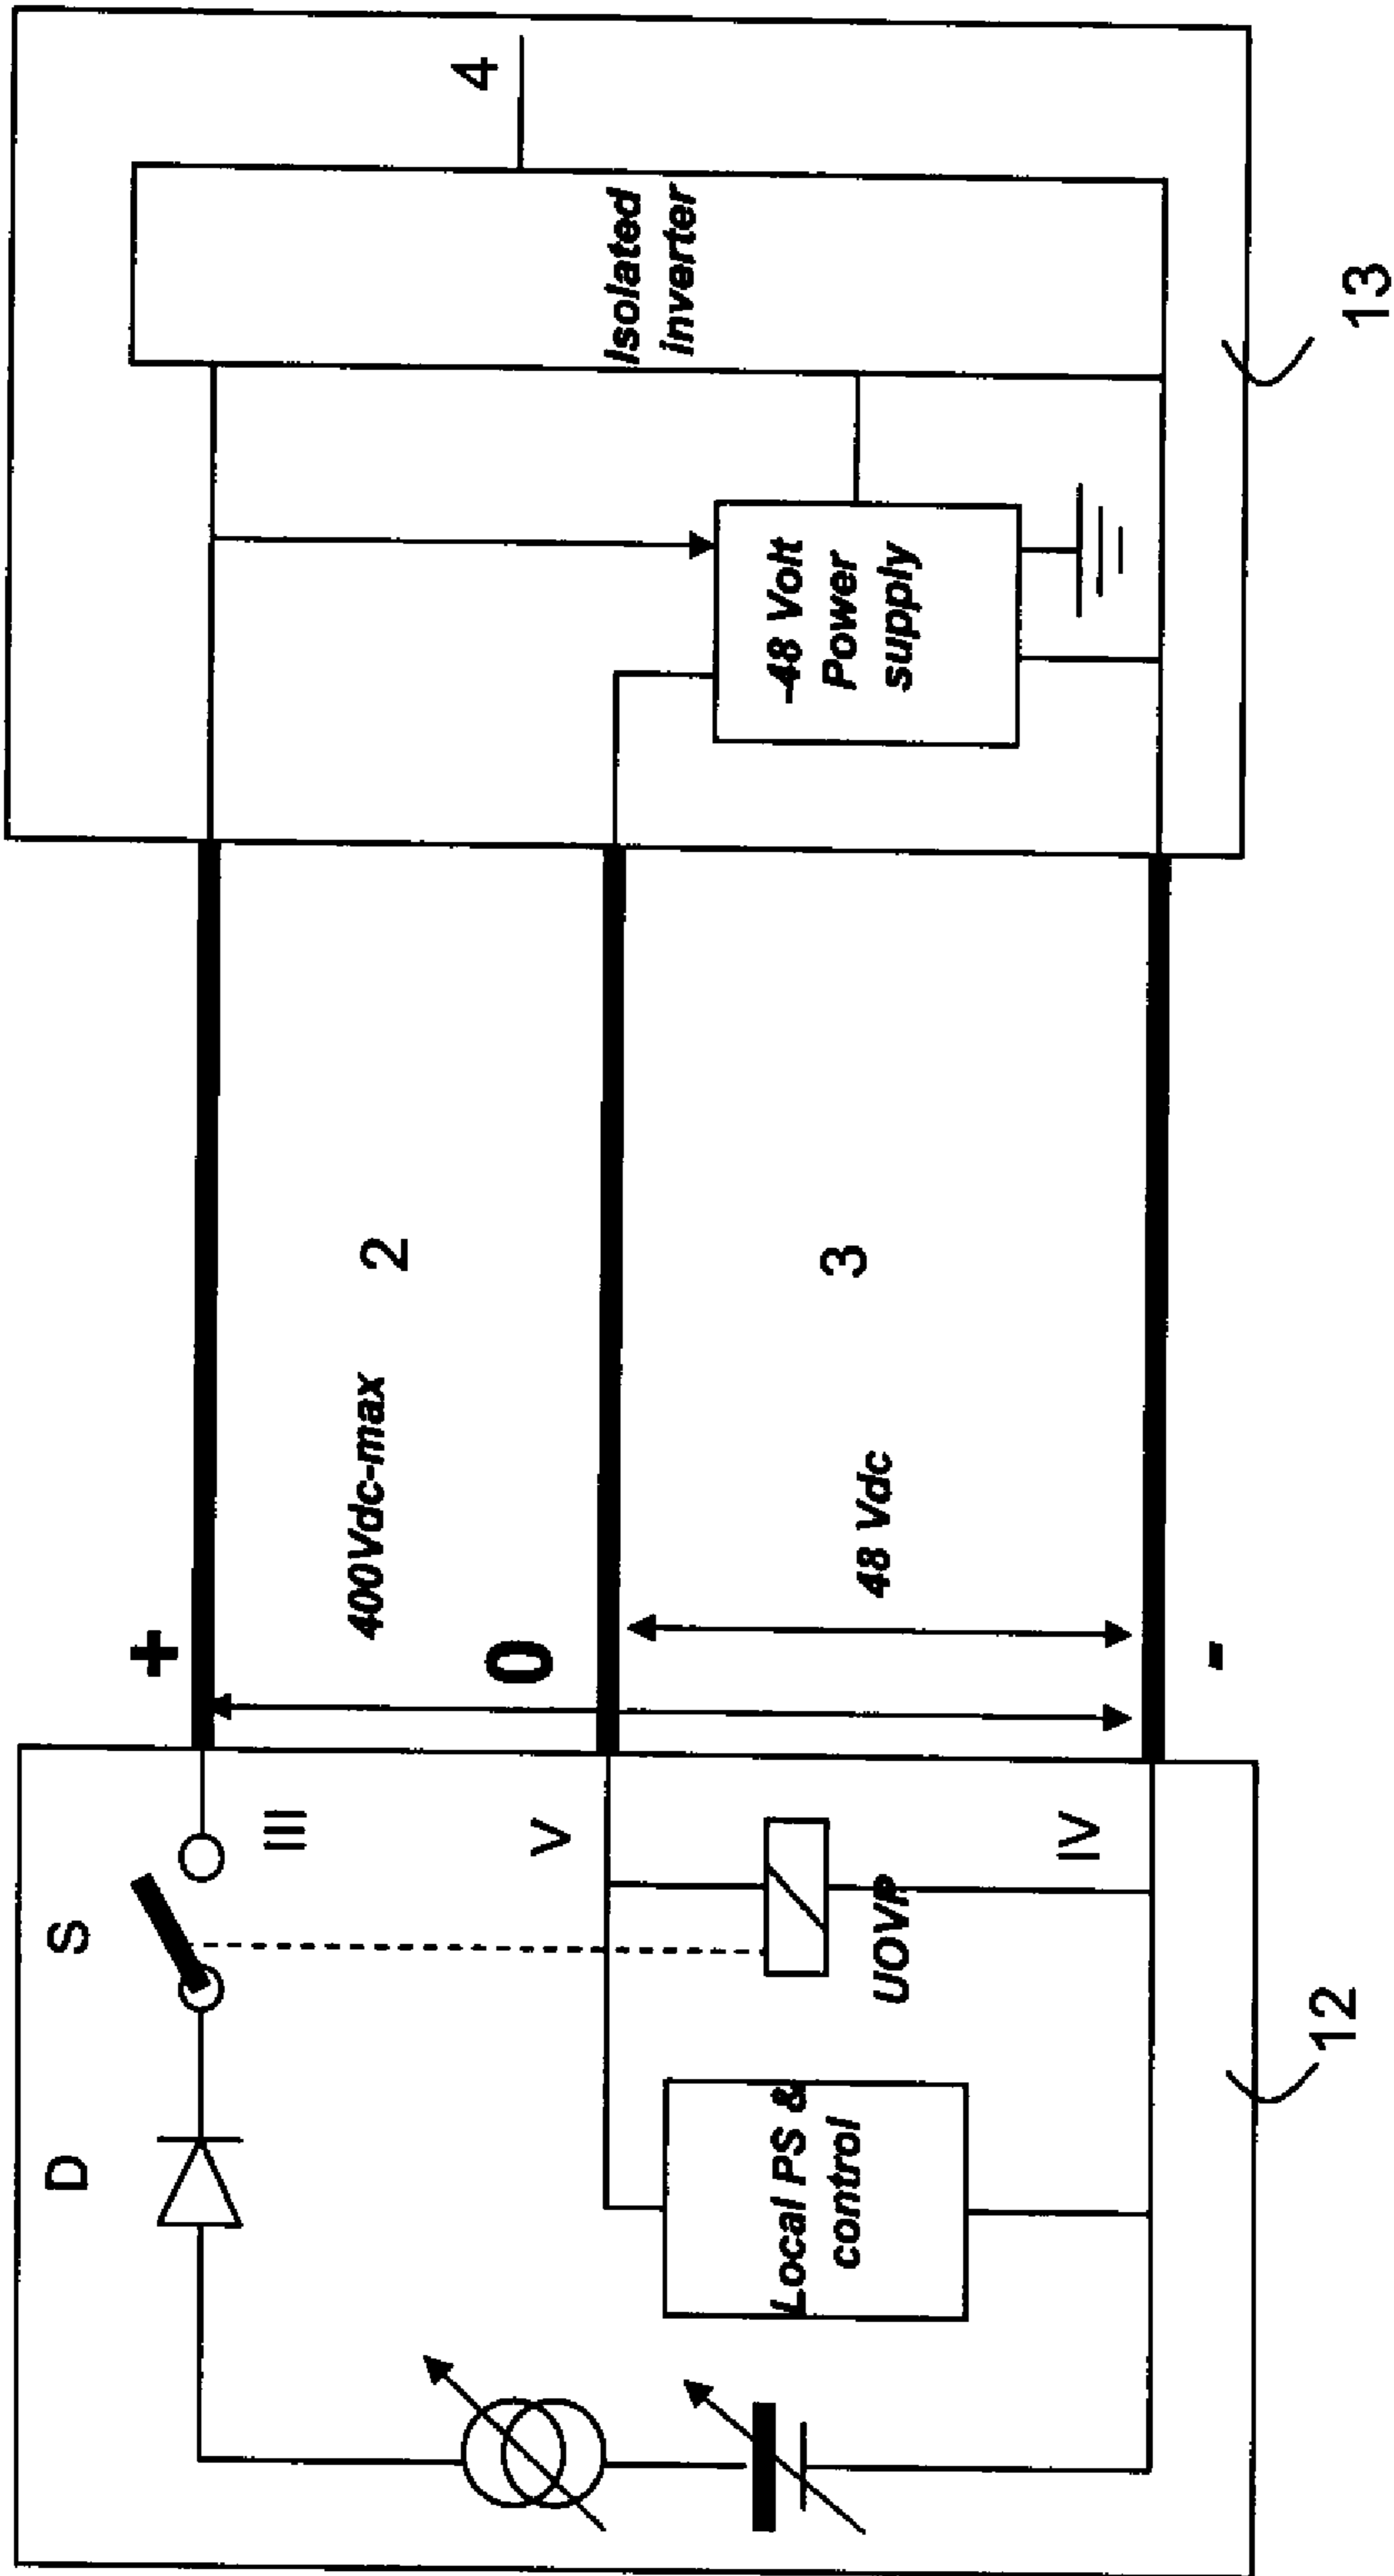 D
S
III
V
IV
UOVP
Local PS &
control
12
+
0
-
400Vdc-max
48 Vdc
2
3
-48 Volt
Power
supply
Isolated
inverter
4
13